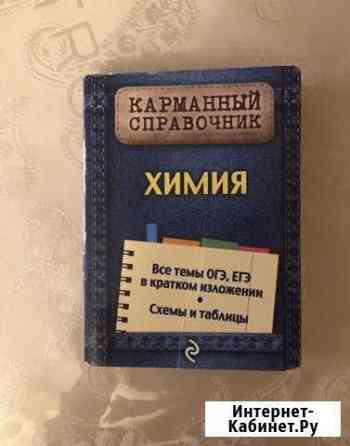 КАРМАННЫЙ
СПРАВОЧНИК
ХИМИЯ
Все темы ОГЭ, ЕГЭ
в кратком изложении
•
Схемы и таблицы
Интернет-
Кабинет.Ру